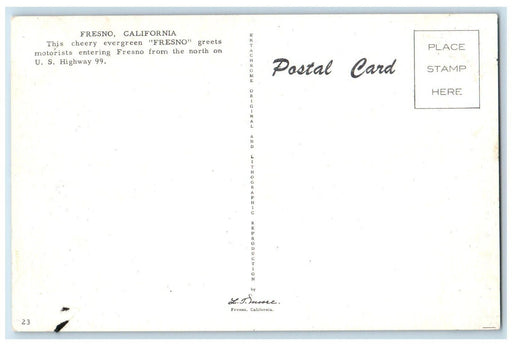 FRESNO, CALIFORNIA
This cheery evergreen "FRESNO" greets
motorists entering Fresno from the north on
U. S. Highway 99.
EKTACHROME ORIGINAL AND LITHOGRAPHIC REPRODUCTION
by
Fresno, California.
Postal Card
PLACE
STAMP
HERE
23